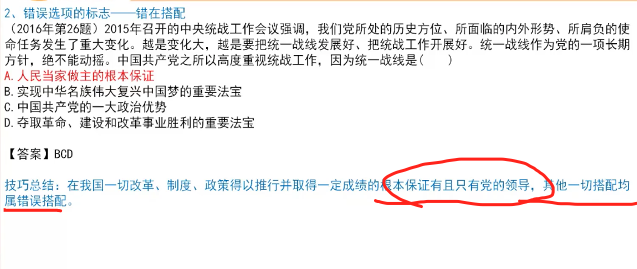 2、错误选项的标志——错在搭配
(2016年第26题)2015年召开的中央统战工作会议强调，我们党所处的历史方位、所面临的内外形势、所肩负的使
命任务发生了重大变化。越是变化大，越是要把统一战线发展好、把统战工作开展好。统一战线作为党的一项长期
方针，绝不能动摇。中国共产党之所以高度重视统战工作，因为统一战线是(　　)
A.人民当家做主的根本保证
B.实现中华名族伟大复兴中国梦的重要法宝
C.中国共产党的一大政治优势
D.夺取革命、建设和改革事业胜利的重要法宝
【答案】BCD
技巧总结：在我国一切改革、制度、政策得以推行并取得一定成绩的根本保证有且只有党的领导，其他一切搭配均
属错误搭配。